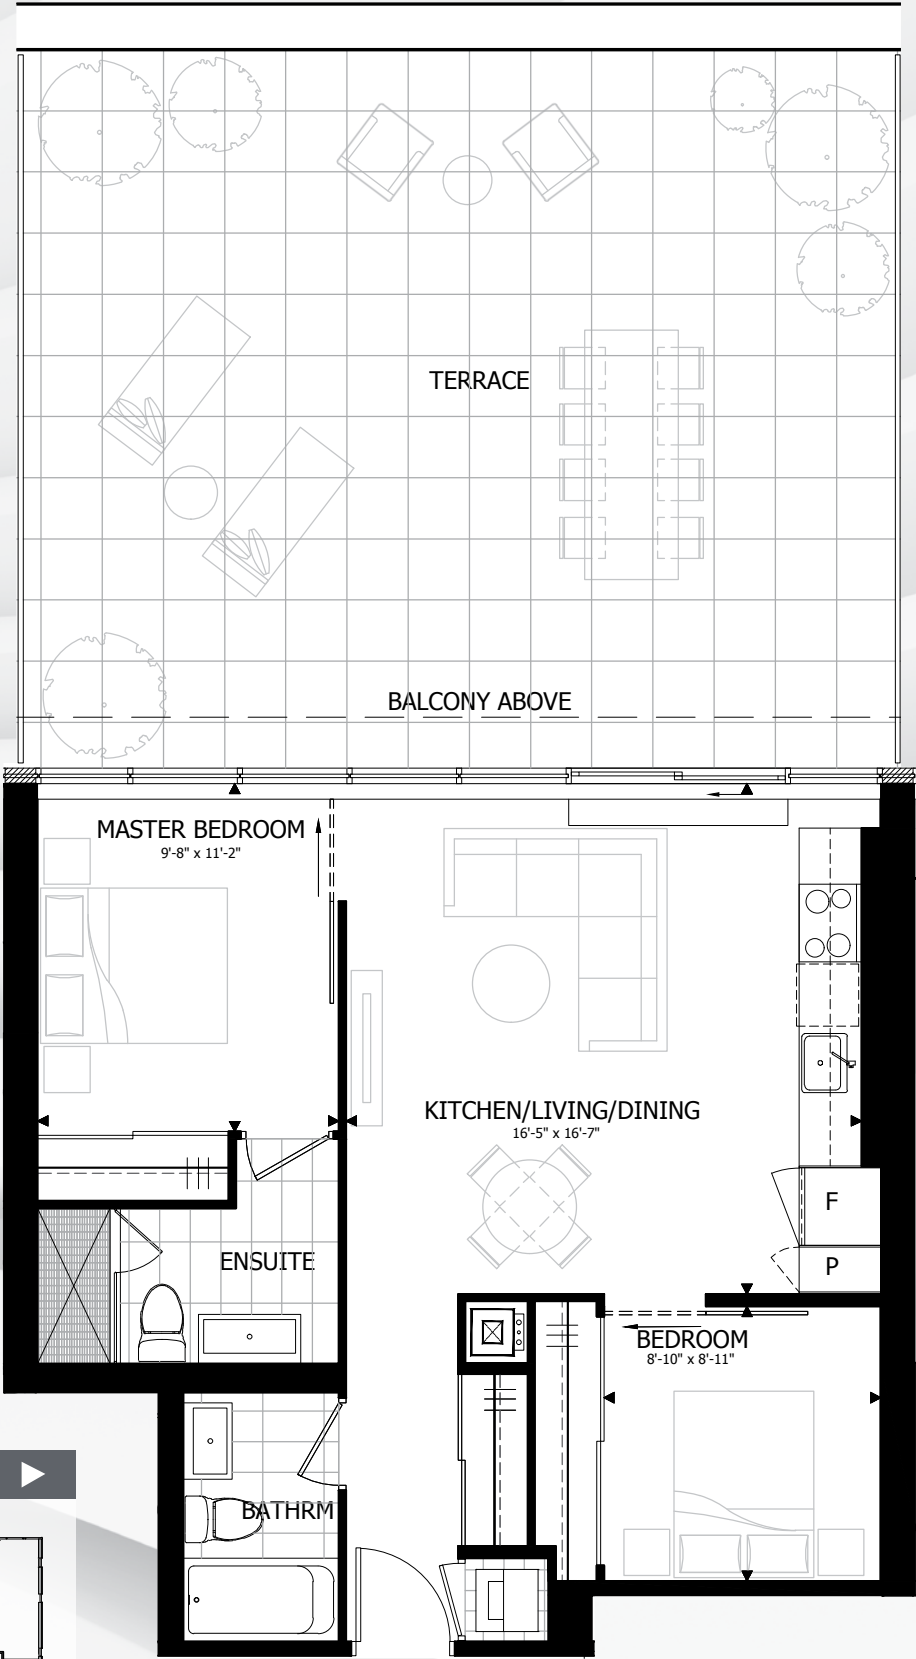 TERRACE
BALCONY ABOVE
MASTER BEDROOM
9'-8" x 11'-2"
KITCHEN/LIVING/DINING
16'-5" x 16'-7"
F
ENSUITE
P
BEDROOM
8'-10" x 8'-11"
BATHRM